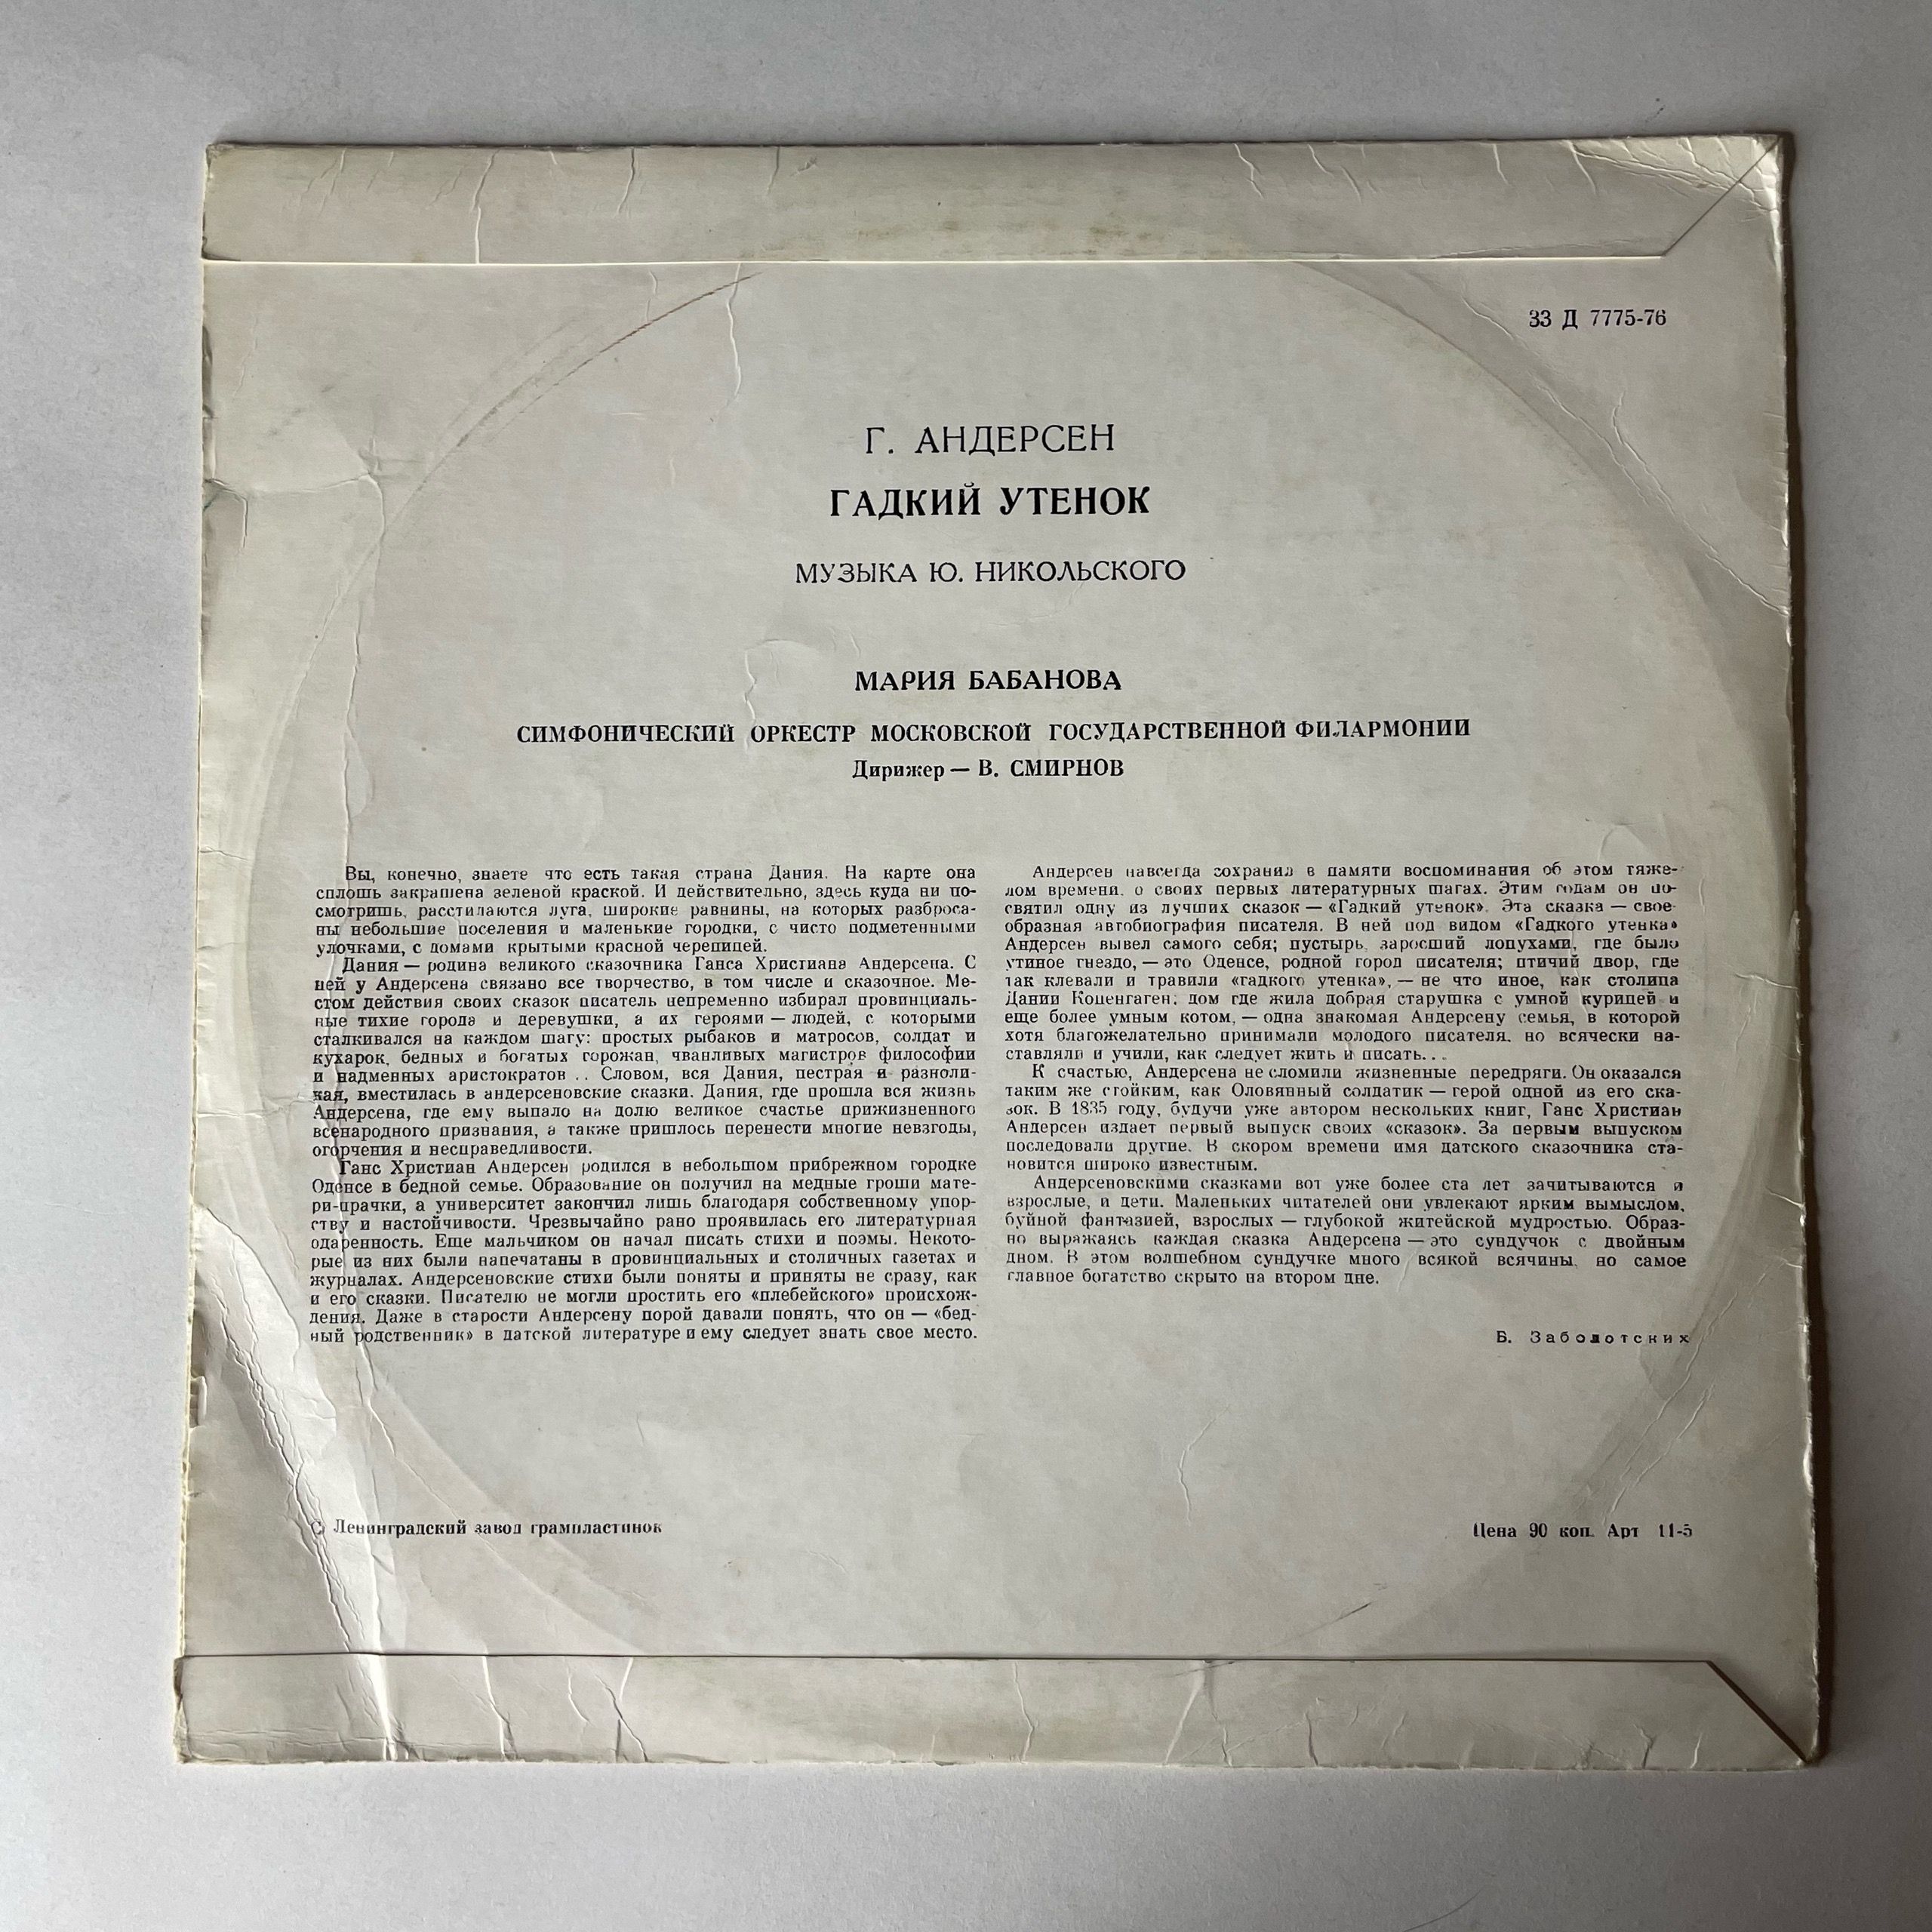 33 Д 7775-76
Г. АНДЕРСЕН
ГАДКИЙ УТЕНОК
МУЗЫКА Ю. НИКОЛЬСКОГО
МАРИЯ БАБАНОВА
СИМФОНИЧЕСКИЙ ОРКЕСТР МОСКОВСКОЙ ГОСУДАРСТВЕННОЙ ФИЛАРМОНИИ
Дирижер — В. СМИРНОВ
Вы, конечно, знаете что есть такая страна Дания. На карте она
сплошь закрашена зеленой краской. И действительно, здесь куда ни по-
смотришь, расстилаются луга, широкие равнины, на которых разброса-
ны небольшие поселения и маленькие городки, с чисто подметенными
улочками, с домами крытыми красной черепицей.
Дания — родина великого сказочника Ганса Христиана Андерсена. С
ней у Андерсена связано все творчество, в том числе и сказочное. Ме-
стом действия своих сказок писатель непременно избирал провинциаль-
ные тихие города и деревушки, а их героями — людей, с которыми
сталкивался на каждом шагу: простых рыбаков и матросов, солдат и
кухарок, бедных и богатых горожан, чванливых магистров философии
и надменных аристократов .. Словом, вся Дания, пестрая и разноли-
кая, вместилась в андерсеновские сказки. Дания, где прошла вся жизнь
Андерсена, где ему выпало на долю великое счастье прижизненного
всенародного признания, а также пришлось перенести многие невзгоды,
огорчения и несправедливости.
Ганс Христиан Андерсен родился в небольшом прибрежном городке
Оденсе в бедной семье. Образование он получил на медные гроши мате-
ри-прачки, а университет закончил лишь благодаря собственному упор-
ству и настойчивости. Чрезвычайно рано проявилась его литературная
одаренность. Еще мальчиком он начал писать стихи и поэмы. Некото-
рые из них были напечатаны в провинциальных и столичных газетах и
журналах. Андерсеновские стихи были поняты и приняты не сразу, как
и его сказки. Писателю не могли простить его «плебейского» происхож-
дения. Даже в старости Андерсену порой давали понять, что он — «бед-
ный родственник» в датской литературе и ему следует знать свое место.
Андерсен навсегда сохранил в памяти воспоминания об этом тяже-
лом времени, о своих первых литературных шагах. Этим годам он по-
святил одну из лучших сказок — «Гадкий утенок». Эта сказка — свое-
образная автобиография писателя. В ней под видом «Гадкого утенка»
Андерсен вывел самого себя; пустырь, заросший лопухами, где было
утиное гнездо, — это Оденсе, родной город писателя; птичий двор, где
так клевали и травили «гадкого утенка», — не что иное, как столица
Дании Копенгаген; дом где жила добрая старушка с умной курицей и
еще более умным котом, — одна знакомая Андерсену семья, в которой
хотя благожелательно принимали молодого писателя, но всячески на-
ставляли и учили, как следует жить и писать...
К счастью, Андерсена не сломили жизненные передряги. Он оказался
таким же стойким, как Оловянный солдатик — герой одной из его ска-
зок. В 1835 году, будучи уже автором нескольких книг, Ганс Христиан
Андерсен издает первый выпуск своих «сказок». За первым выпуском
последовали другие. В скором времени имя датского сказочника ста-
новится широко известным.
Андерсеновскими сказками вот уже более ста лет зачитываются и
взрослые, и дети. Маленьких читателей они увлекают ярким вымыслом,
буйной фантазией, взрослых — глубокой житейской мудростью. Образ-
но выражаясь каждая сказка Андерсена — это сундучок с двойным
дном. В этом волшебном сундучке много всякой всячины, но самое
главное богатство скрыто на втором дне.
Б. Заболотских
© Ленинградский завод грампластинок
Цена 90 коп. Арт 11-5